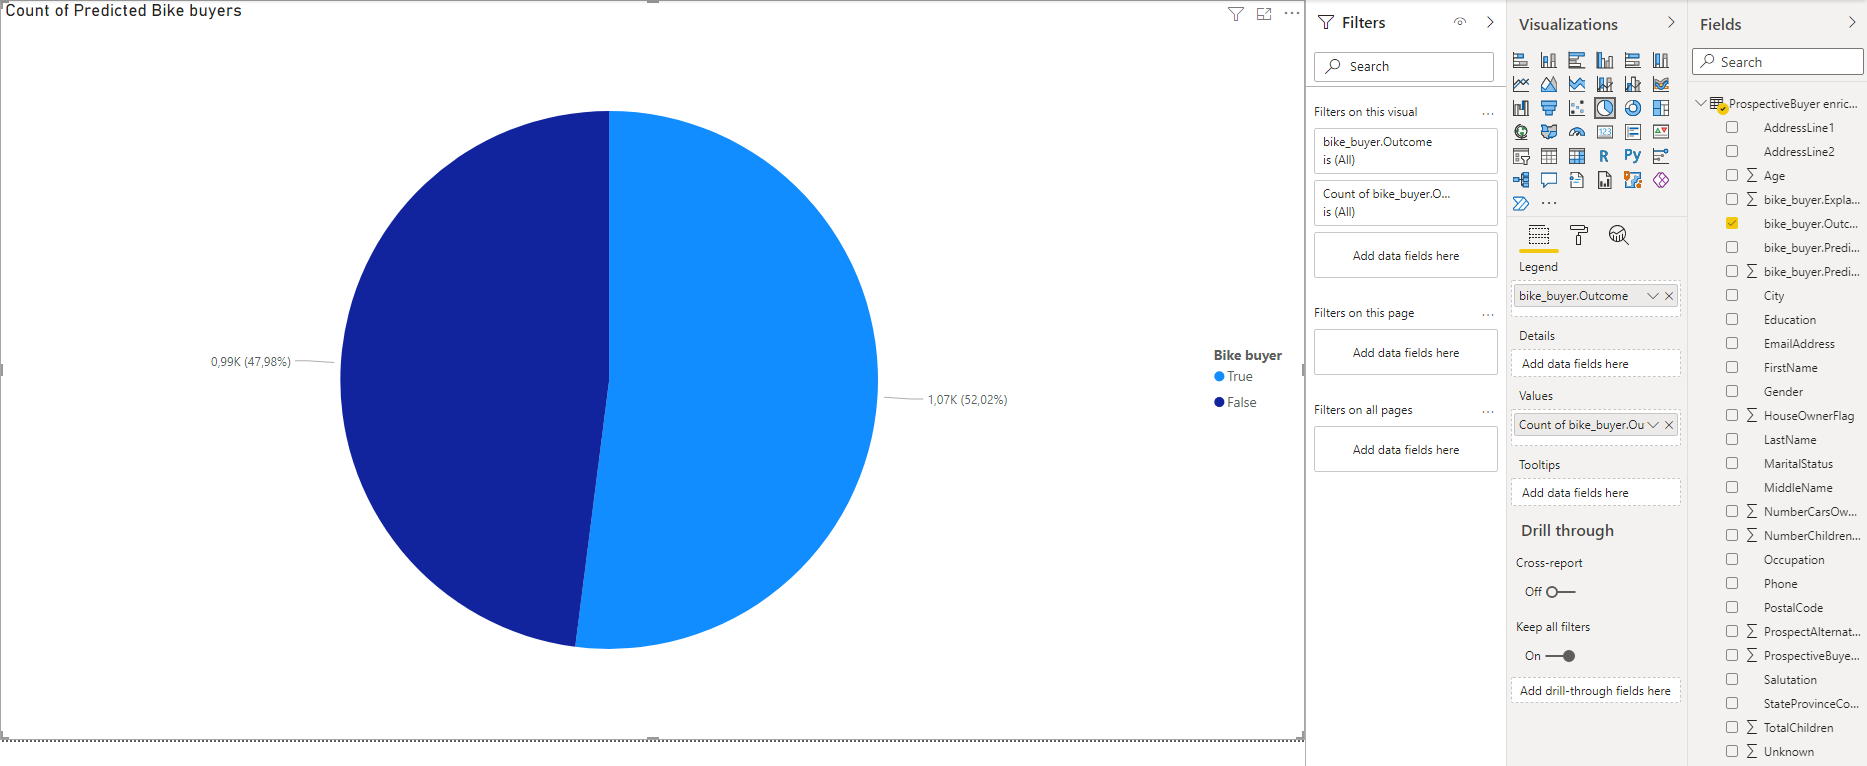 Count of Predicted Bike buyers
0,99K (47,98%)
1,07K (52,02%)
Bike buyer
True
False
Filters
Search
Filters on this visual
bike_buyer.Outcome
is (All)
Count of bike_buyer.O...
is (All)
Add data fields here
Filters on this page
Add data fields here
Filters on all pages
Add data fields here
Visualizations
123
R
Py
Legend
bike_buyer.Outcome
Details
Add data fields here
Values
Count of bike_buyer.Ou
Tooltips
Add data fields here
Drill through
Cross-report
Off
Keep all filters
On
Add drill-through fields here
Fields
Search
ProspectiveBuyer enric...
AddressLine1
AddressLine2
Age
bike_buyer.Expla...
bike_buyer.Outc...
bike_buyer.Predi...
bike_buyer.Predi...
City
Education
EmailAddress
FirstName
Gender
HouseOwnerFlag
LastName
MaritalStatus
MiddleName
NumberCarsOw...
NumberChildren...
Occupation
Phone
PostalCode
ProspectAlternat...
ProspectiveBuye...
Salutation
StateProvinceCo...
TotalChildren
Unknown